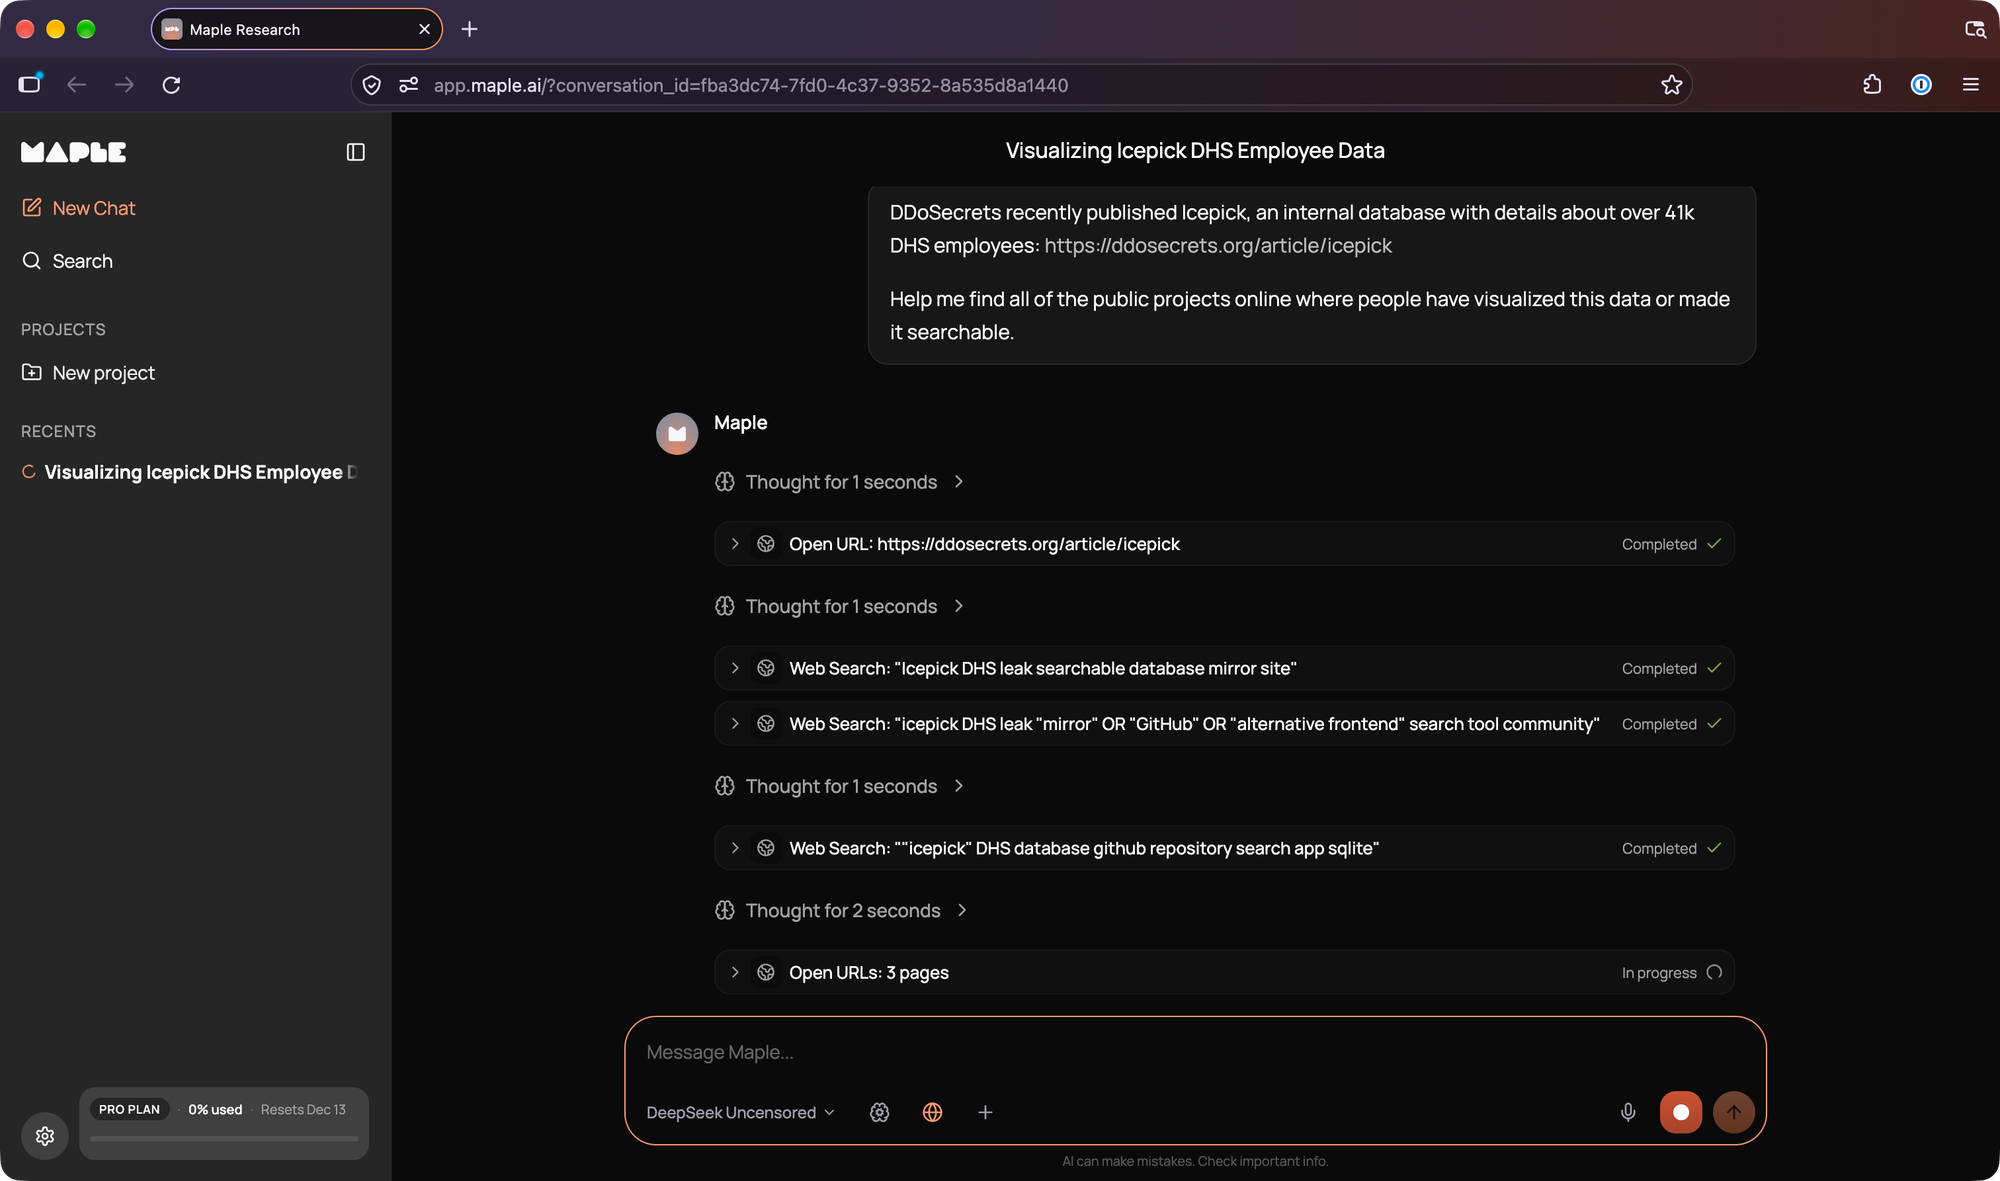 Maple Research
app.maple.ai/?conversation_id=fba3dc74-7fd0-4c37-9352-8a535d8a1440
MAPLE
New Chat
Search
PROJECTS
New project
RECENTS
Visualizing Icepick DHS Employee D
PRO PLAN · 0% used · Resets Dec 13
Visualizing Icepick DHS Employee Data
DDoSecrets recently published Icepick, an internal database with details about over 41k
DHS employees: https://ddosecrets.org/article/icepick
Help me find all of the public projects online where people have visualized this data or made
it searchable.
Maple
Thought for 1 seconds
Open URL: https://ddosecrets.org/article/icepick Completed
Thought for 1 seconds
Web Search: "Icepick DHS leak searchable database mirror site" Completed
Web Search: "icepick DHS leak "mirror" OR "GitHub" OR "alternative frontend" search tool community" Completed
Thought for 1 seconds
Web Search: ""icepick" DHS database github repository search app sqlite" Completed
Thought for 2 seconds
Open URLs: 3 pages In progress
Message Maple...
DeepSeek Uncensored
AI can make mistakes. Check important info.